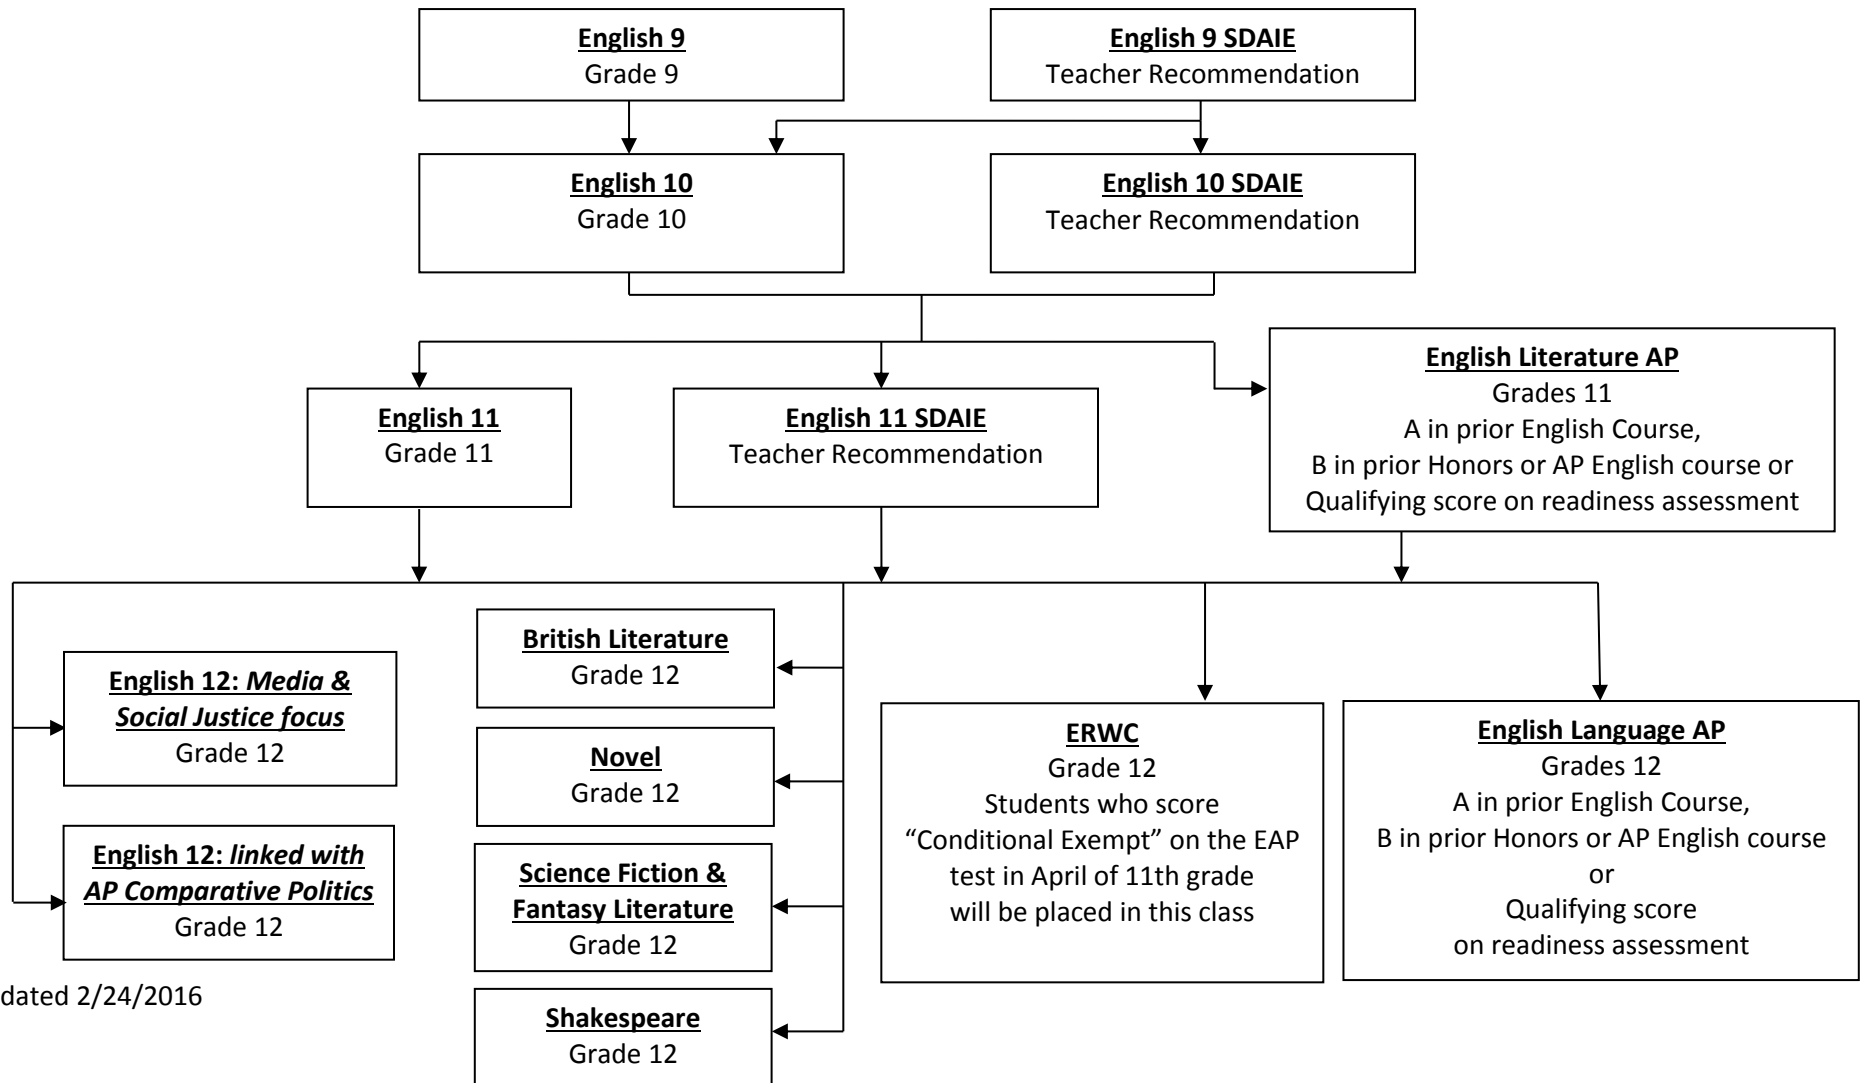 English 9
Grade 9
English 9 SDAIE
Teacher Recommendation
English 10
Grade 10
English 10 SDAIE
Teacher Recommendation
English 11
Grade 11
English 11 SDAIE
Teacher Recommendation
English Literature AP
Grades 11
A in prior English Course,
B in prior Honors or AP English course or
Qualifying score on readiness assessment
English 12: Media &
Social Justice focus
Grade 12
English 12: linked with
AP Comparative Politics
Grade 12
British Literature
Grade 12
Novel
Grade 12
Science Fiction &
Fantasy Literature
Grade 12
Shakespeare
Grade 12
ERWC
Grade 12
Students who score
“Conditional Exempt” on the EAP
test in April of 11th grade
will be placed in this class
English Language AP
Grades 12
A in prior English Course,
B in prior Honors or AP English course
or
Qualifying score
on readiness assessment
dated 2/24/2016